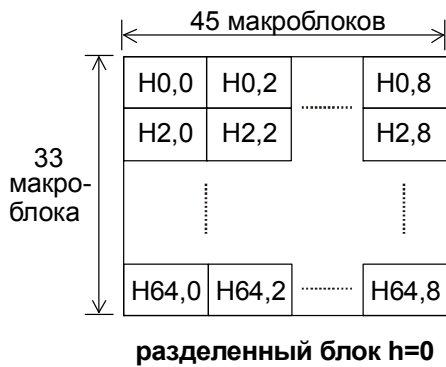 45 макроблоков
H0,0 H0,2 H0,8
H2,0 H2,2 H2,8
33
макро-
блока
H64,0 H64,2 H64,8
разделенный блок h=0